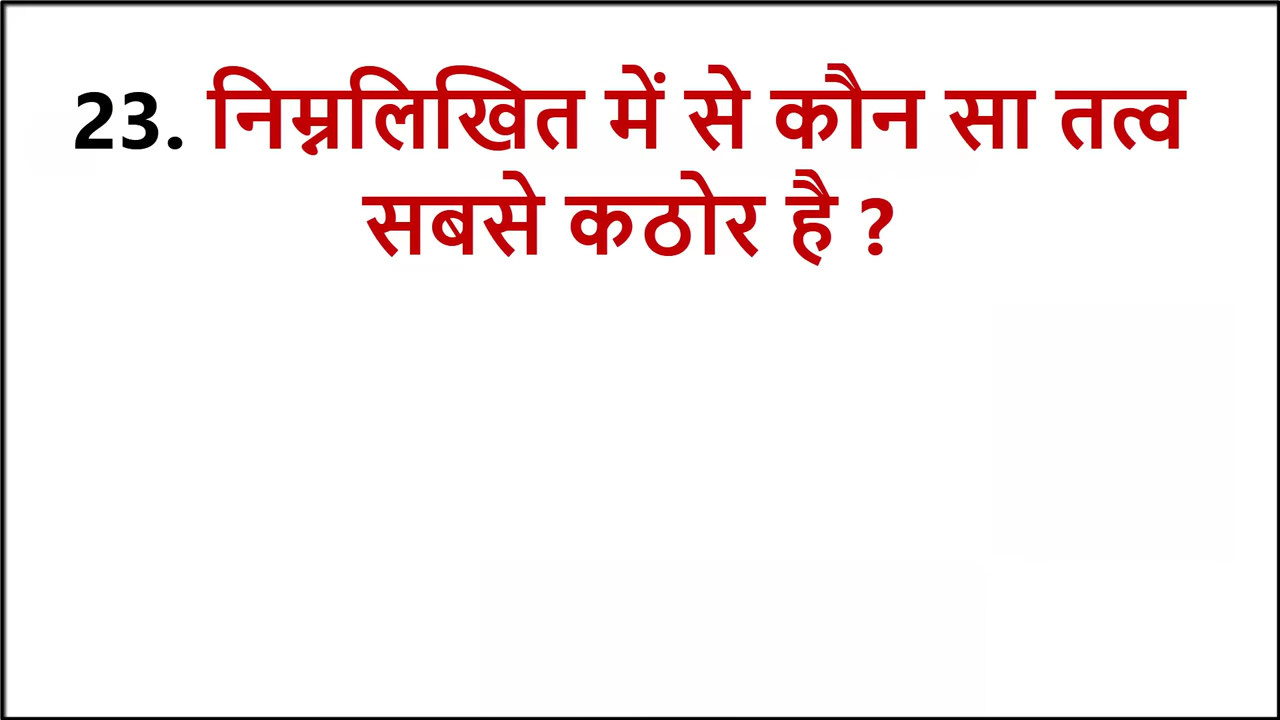 23. निम्नलिखित में से कौन सा तत्व
सबसे कठोर है ?